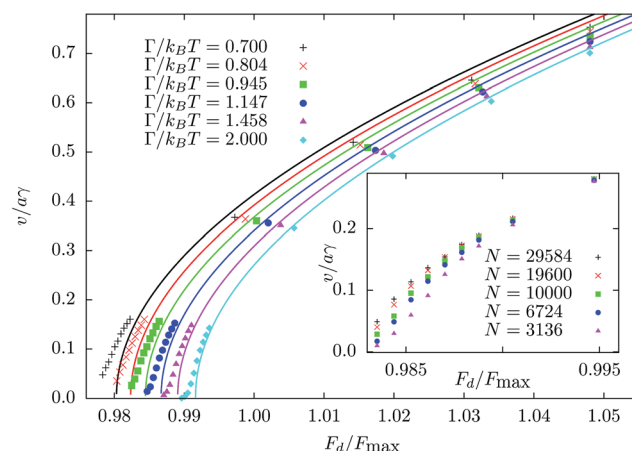 Γ/k_BT = 0.700
Γ/k_BT = 0.804
Γ/k_BT = 0.945
Γ/k_BT = 1.147
Γ/k_BT = 1.458
Γ/k_BT = 2.000
v/aγ
0.7
0.6
0.5
0.4
0.3
0.2
0.1
0.0
0.98
0.99
1.00
1.01
1.02
1.03
1.04
1.05
F_d/F_max
v/aγ
0.2
0.1
0.0
N = 29584
N = 19600
N = 10000
N = 6724
N = 3136
0.985
0.995
F_d/F_max